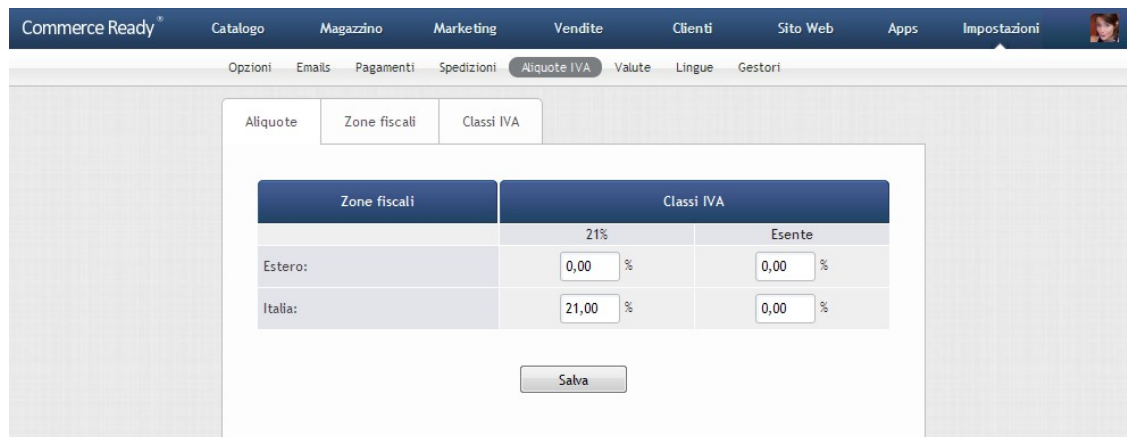 Commerce Ready® Catalogo Magazzino Marketing Vendite Clienti Sito Web Apps Impostazioni
Opzioni Emails Pagamenti Spedizioni Aliquote IVA Valute Lingue Gestori
Aliquote Zone fiscali Classi IVA
Zone fiscali Classi IVA
21% Esente
Estero: 0,00 % 0,00 %
Italia: 21,00 % 0,00 %
Salva